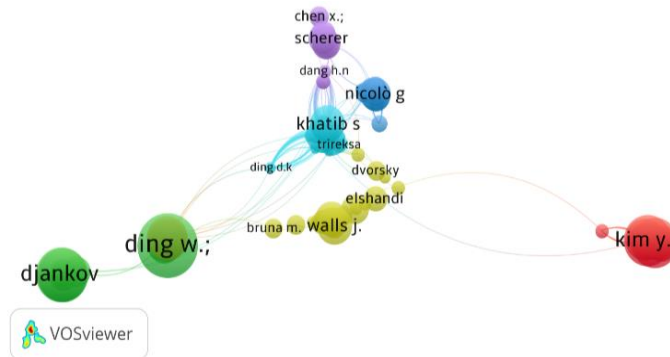 chen x.;
scherer
dang h.n
nicolò g
khatib s
trireksa
ding d.k
dvorsky
elshandi
bruna m.
walls j.
ding w.;
kim y.
djankov
VOSviewer